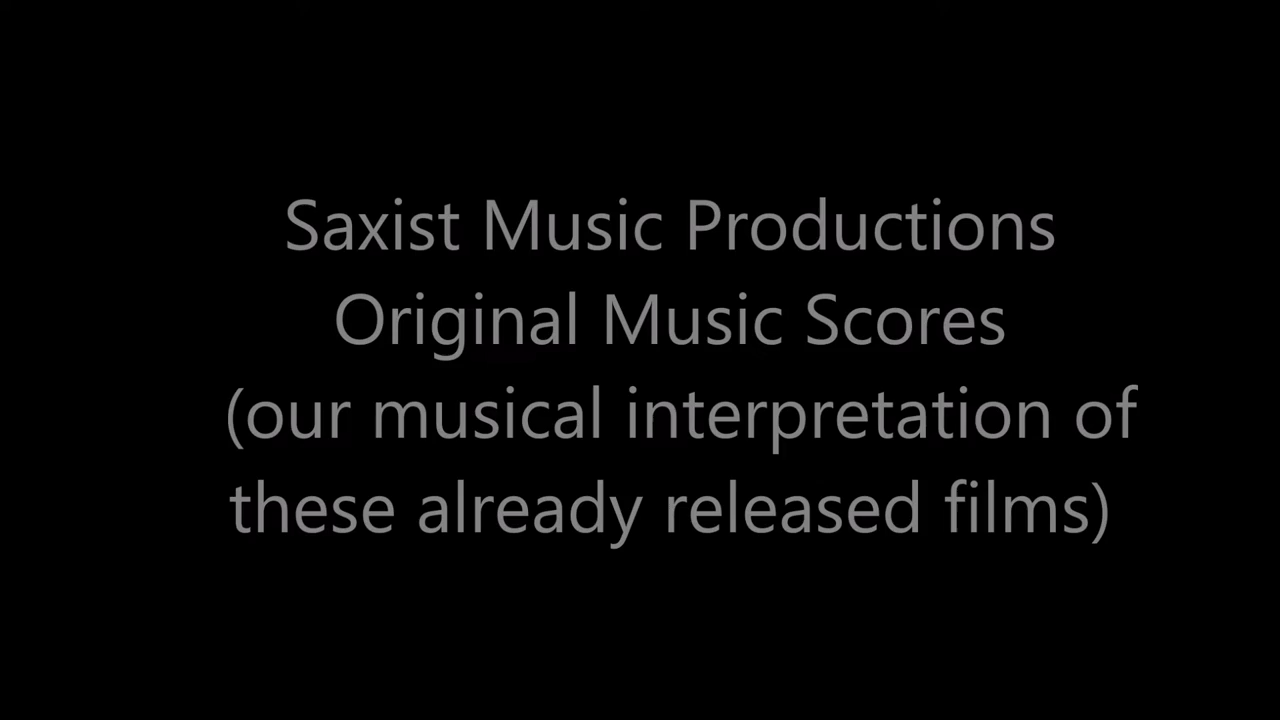 Saxist Music Productions
Original Music Scores
(our musical interpretation of
these already released films)